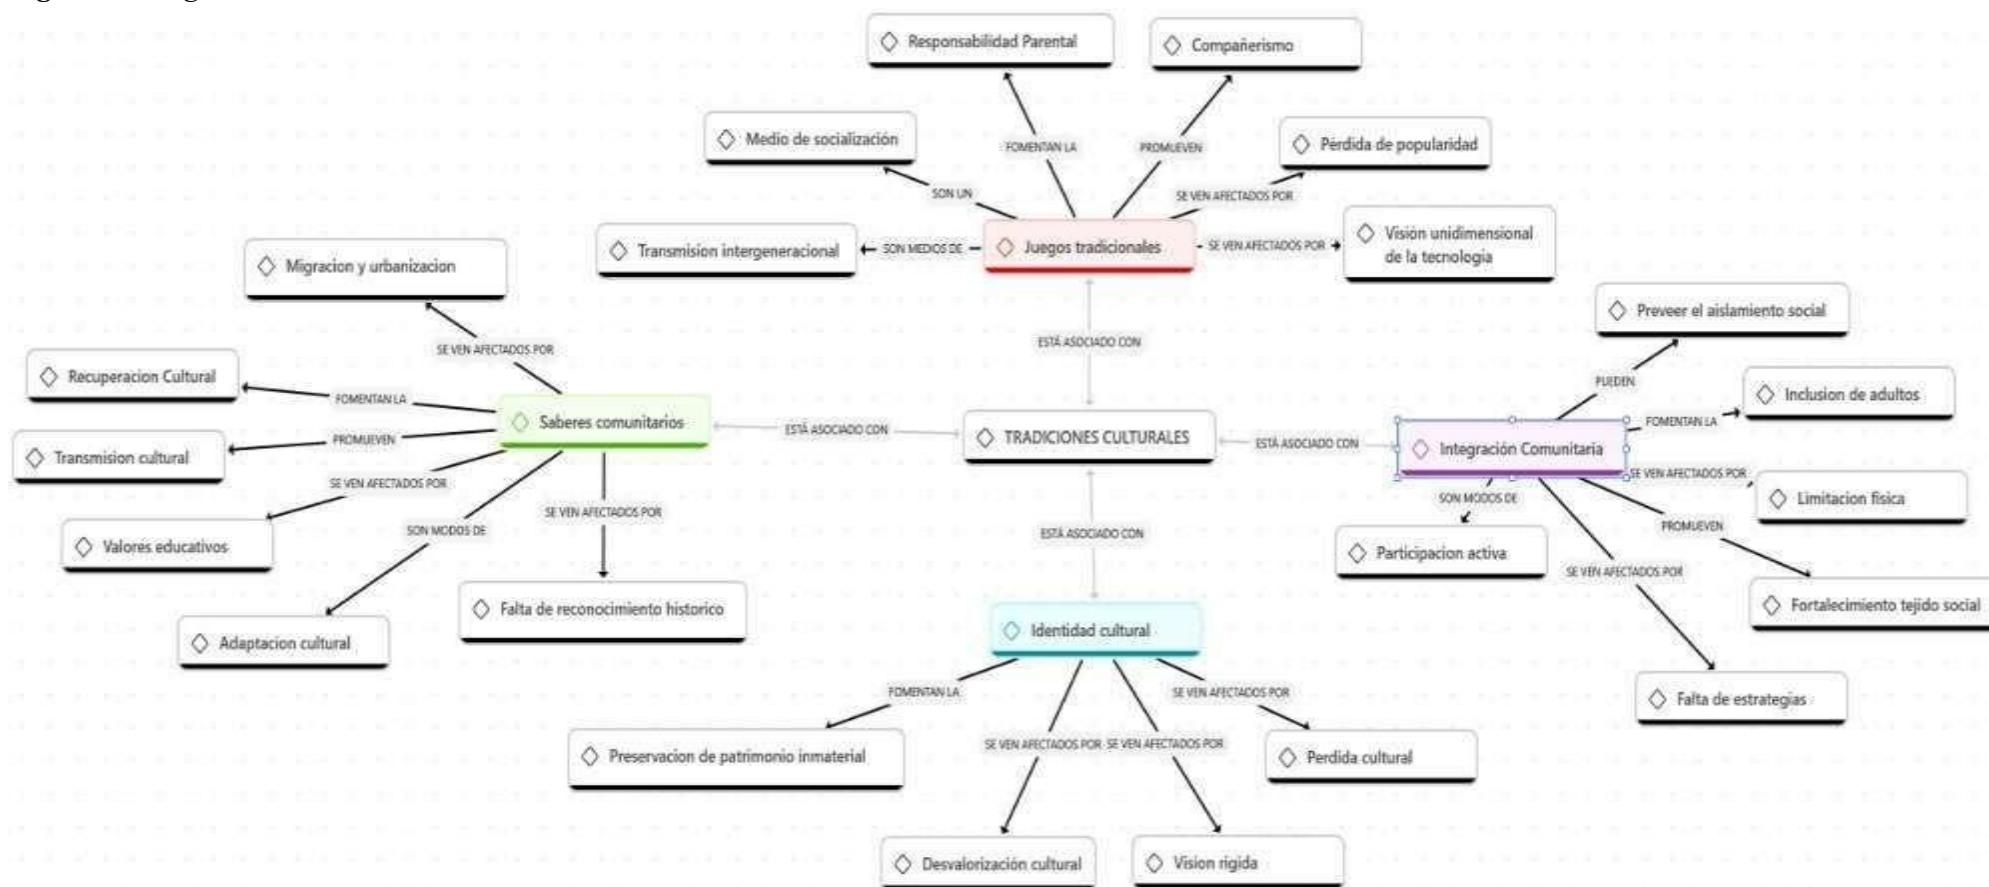 Responsabilidad Parental
Compañerismo
Medio de socialización
FOMENTAN LA
PROMUEVEN
Pérdida de popularidad
SON UN
SE VEN AFECTADOS POR
Transmision intergeneracional
SON MEDIOS DE
Juegos tradicionales
SE VEN AFECTADOS POR
Visión unidimensional
de la tecnologia
Migracion y urbanizacion
Preveer el aislamiento social
ESTÁ ASOCIADO CON
SE VEN AFECTADOS POR
PUEDEN
Recuperacion Cultural
FOMENTAN LA
Inclusion de adultos
FOMENTAN LA
Saberes comunitarios
ESTÁ ASOCIADO CON
TRADICIONES CULTURALES
ESTÁ ASOCIADO CON
Integración Comunitaria
PROMUEVEN
Transmision cultural
SE VEN AFECTADOS POR
SE VEN AFECTADOS POR
Limitacion fisica
SON MODOS DE
SE VEN AFECTADOS POR
PROMUEVEN
SON MODOS DE
ESTÁ ASOCIADO CON
Valores educativos
Participacion activa
SE VEN AFECTADOS POR
Falta de reconocimiento historico
Fortalecimiento tejido social
Identidad cultural
Adaptacion cultural
FOMENTAN LA
SE VEN AFECTADOS POR
Falta de estrategias
SE VEN AFECTADOS POR
SE VEN AFECTADOS POR
Preservacion de patrimonio inmaterial
Perdida cultural
Desvalorización cultural
Vision rigida